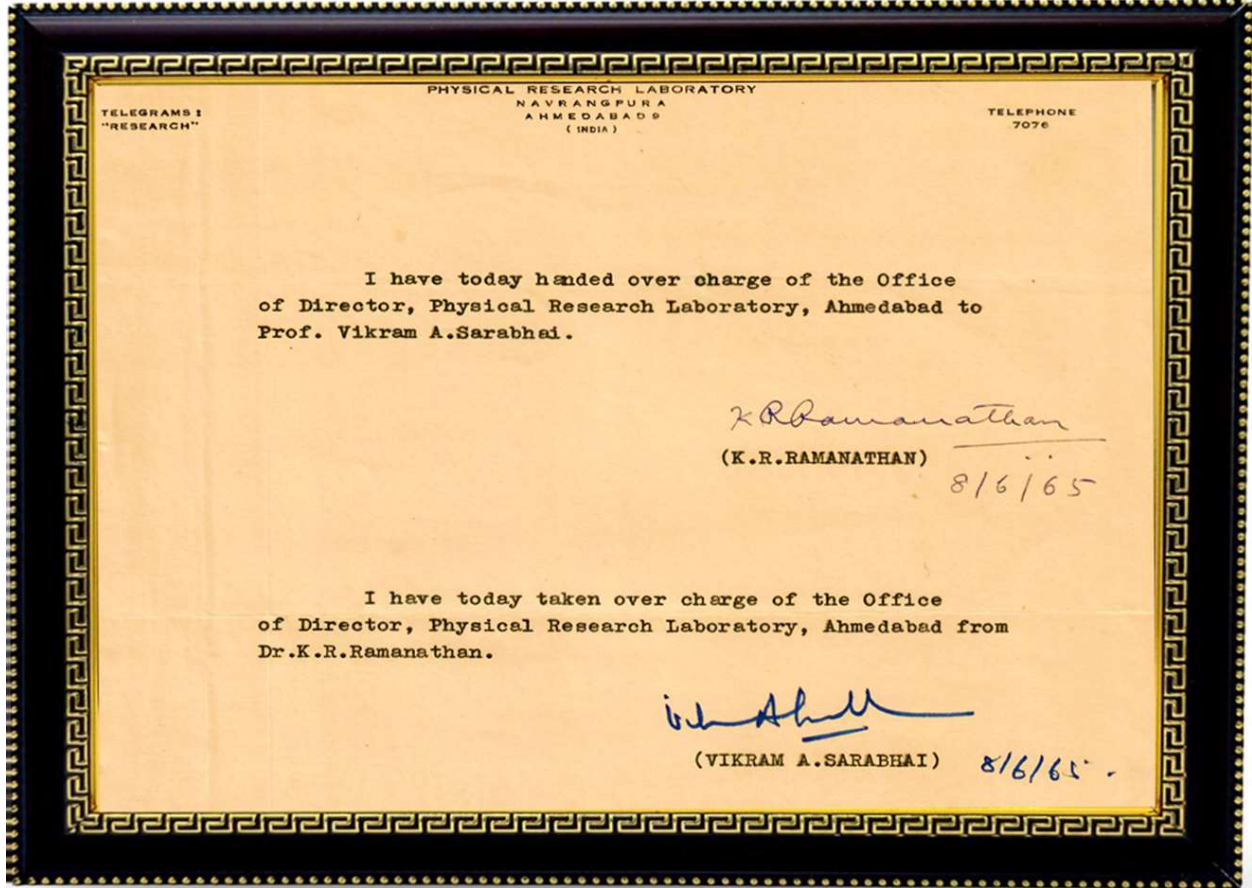 PHYSICAL RESEARCH LABORATORY
NAVRANGPURA
AHMEDABAD 9
(INDIA)
TELEGRAMS:
"RESEARCH"
TELEPHONE
7076
I have today handed over charge of the Office
of Director, Physical Research Laboratory, Ahmedabad to
Prof. Vikram A.Sarabhai.
K R Ramanathan
(K.R.RAMANATHAN)
8/6/65
I have today taken over charge of the Office
of Director, Physical Research Laboratory, Ahmedabad from
Dr.K.R.Ramanathan.
(VIKRAM A.SARABHAI) 8/6/65.